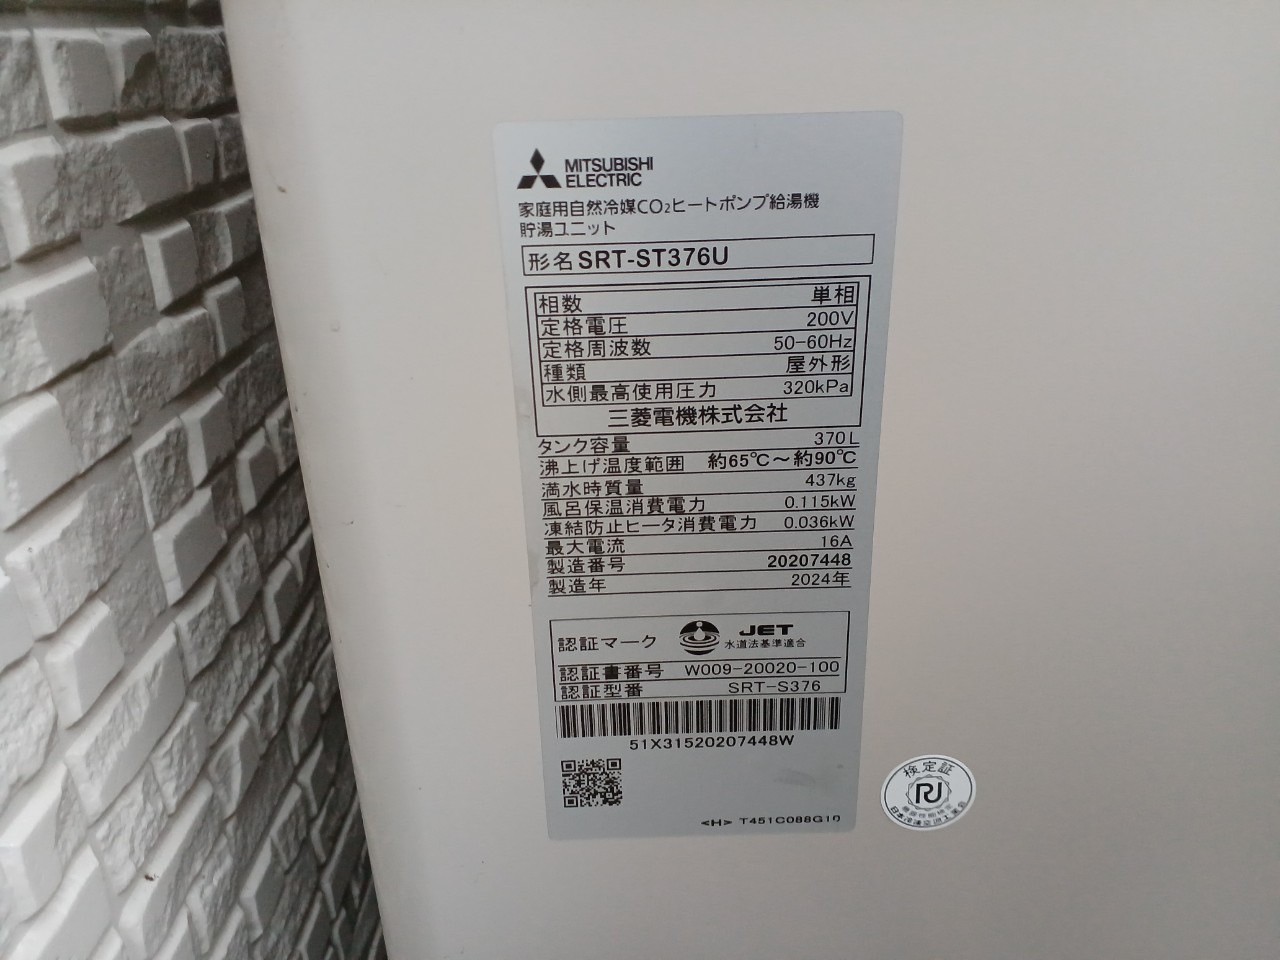 MITSUBISHI
ELECTRIC
家庭用自然冷媒CO₂ヒートポンプ給湯機
貯湯ユニット
形名 SRT-ST376U
相数 単相
定格電圧 200V
定格周波数 50-60Hz
種類 屋外形
水側最高使用圧力 320kPa
三菱電機株式会社
タンク容量 370L
沸上げ温度範囲 約65℃～約90℃
満水時質量 437kg
風呂保温消費電力 0.115kW
凍結防止ヒータ消費電力 0.036kW
最大電流 16A
製造番号 20207448
製造年 2024年
認証マーク JET
水道法基準適合
認証書番号 W009-20020-100
認証型番 SRT-S376
51X31520207448W
<H> T451C088G10
検定証
RJ